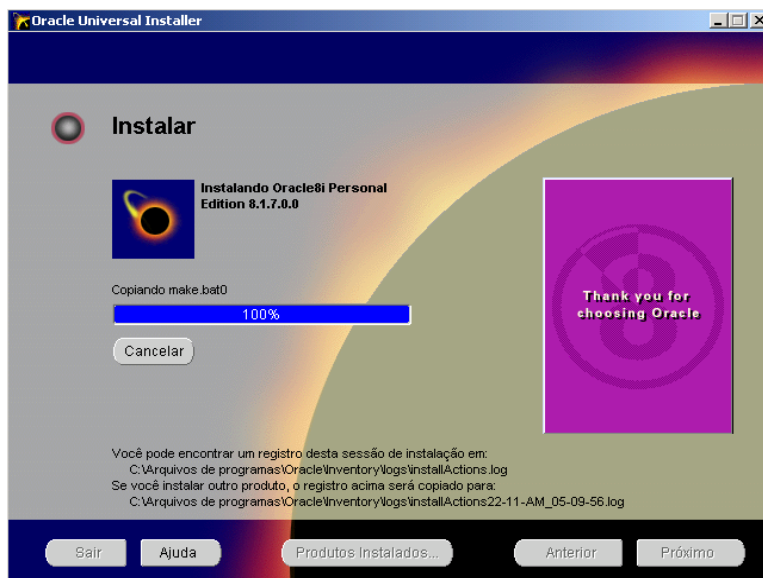 Oracle Universal Installer
Instalar
Instalando Oracle8i Personal
Edition 8.1.7.0.0
Copiando make.bat0
100%
Cancelar
Thank you for
choosing Oracle
Você pode encontrar um registro desta sessão de instalação em:
C:\Arquivos de programas\Oracle\Inventory\logs\installActions.log
Se você instalar outro produto, o registro acima será copiado para:
C:\Arquivos de programas\Oracle\Inventory\logs\installActions22-11-AM_05-09-56.log
Sair
Ajuda
Produtos Instalados...
Anterior
Próximo